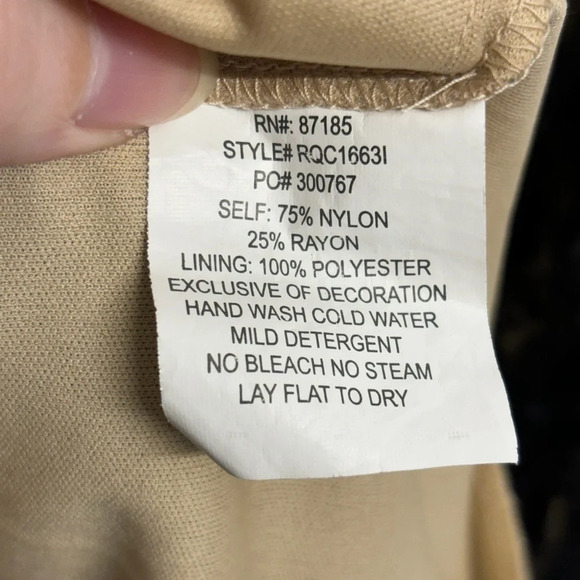 RN#: 87185
STYLE# RQC1663I
PO# 300767
SELF: 75% NYLON
25% RAYON
LINING: 100% POLYESTER
EXCLUSIVE OF DECORATION
HAND WASH COLD WATER
MILD DETERGENT
NO BLEACH NO STEAM
LAY FLAT TO DRY